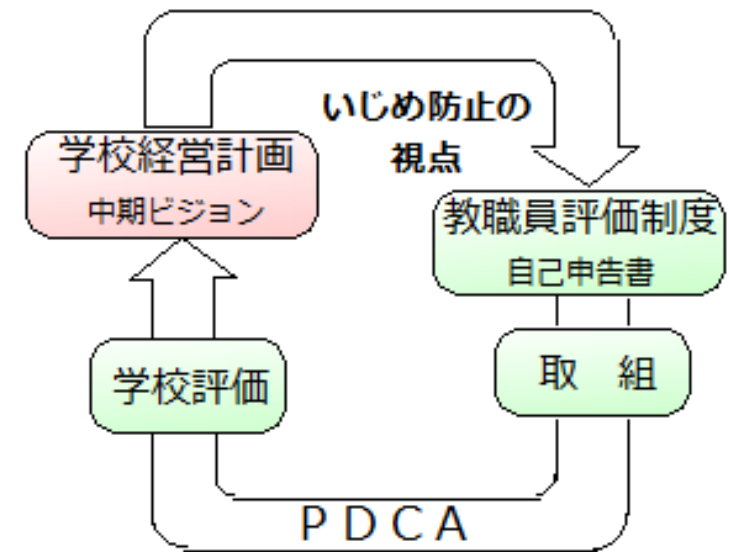 いじめ防止の
視点
学校経営計画
中期ビジョン
教職員評価制度
自己申告書
取　組
学校評価
ＰＤＣＡ